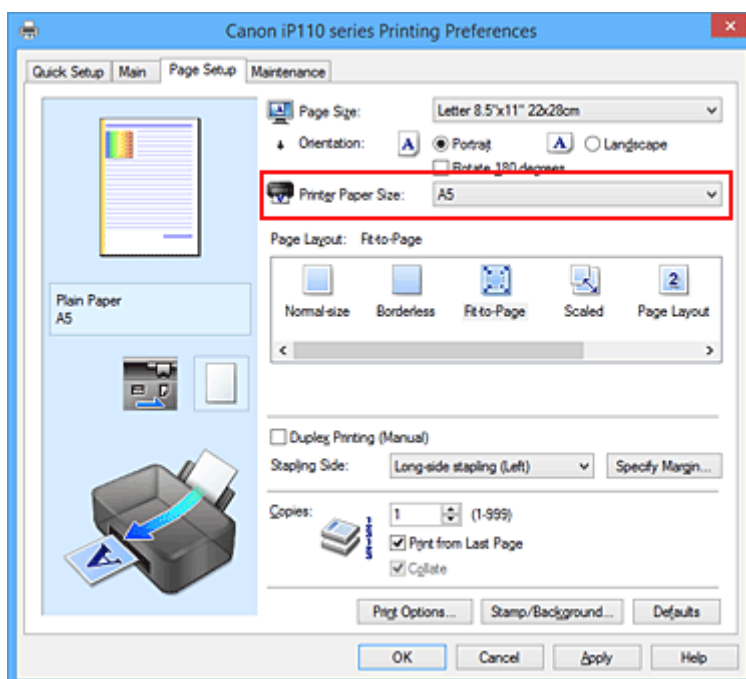 Canon iP110 series Printing Preferences
Quick Setup Main Page Setup Maintenance
Page Size: Letter 8.5"x11" 22x28cm
Orientation: A Portrait A Landscape
Rotate 180 degrees
Printer Paper Size: A5
Page Layout: Fit-to-Page
2
Normal-size Borderless Fit-to-Page Scaled Page Layout
Plain Paper
A5
Duplex Printing (Manual)
Stapling Side: Long-side stapling (Left) Specify Margin...
Copies: 1 (1-999)
Print from Last Page
Collate
A
Print Options... Stamp/Background... Defaults
OK Cancel Apply Help